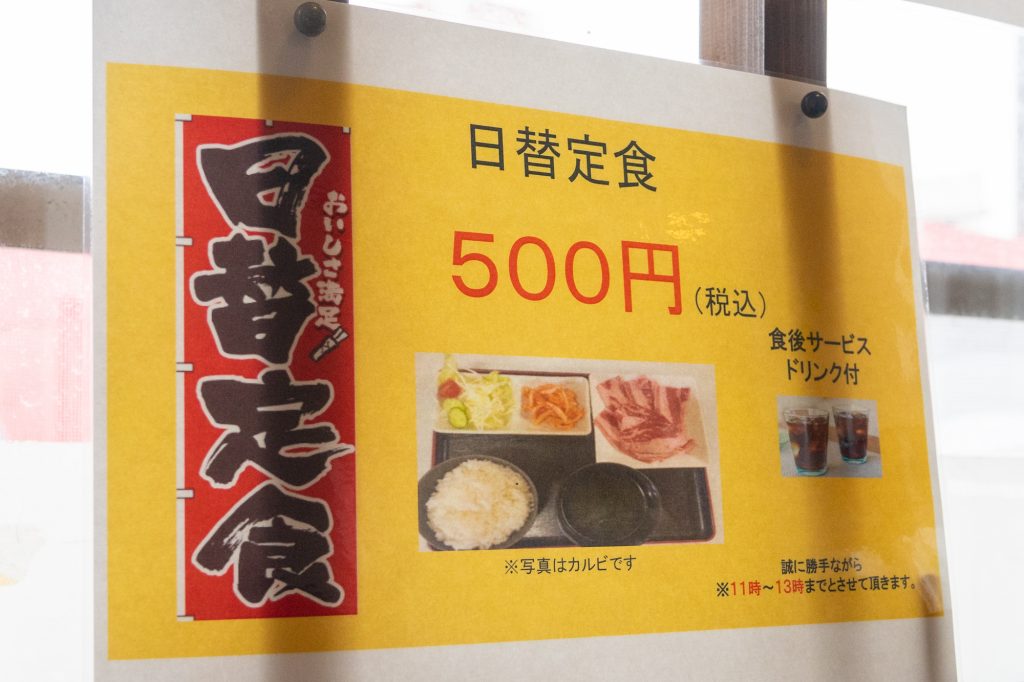 日替定食
おいしさ満足
日替定食
500円(税込)
食後サービス
ドリンク付
※写真はカルビです
誠に勝手ながら
※11時～13時までとさせて頂きます。